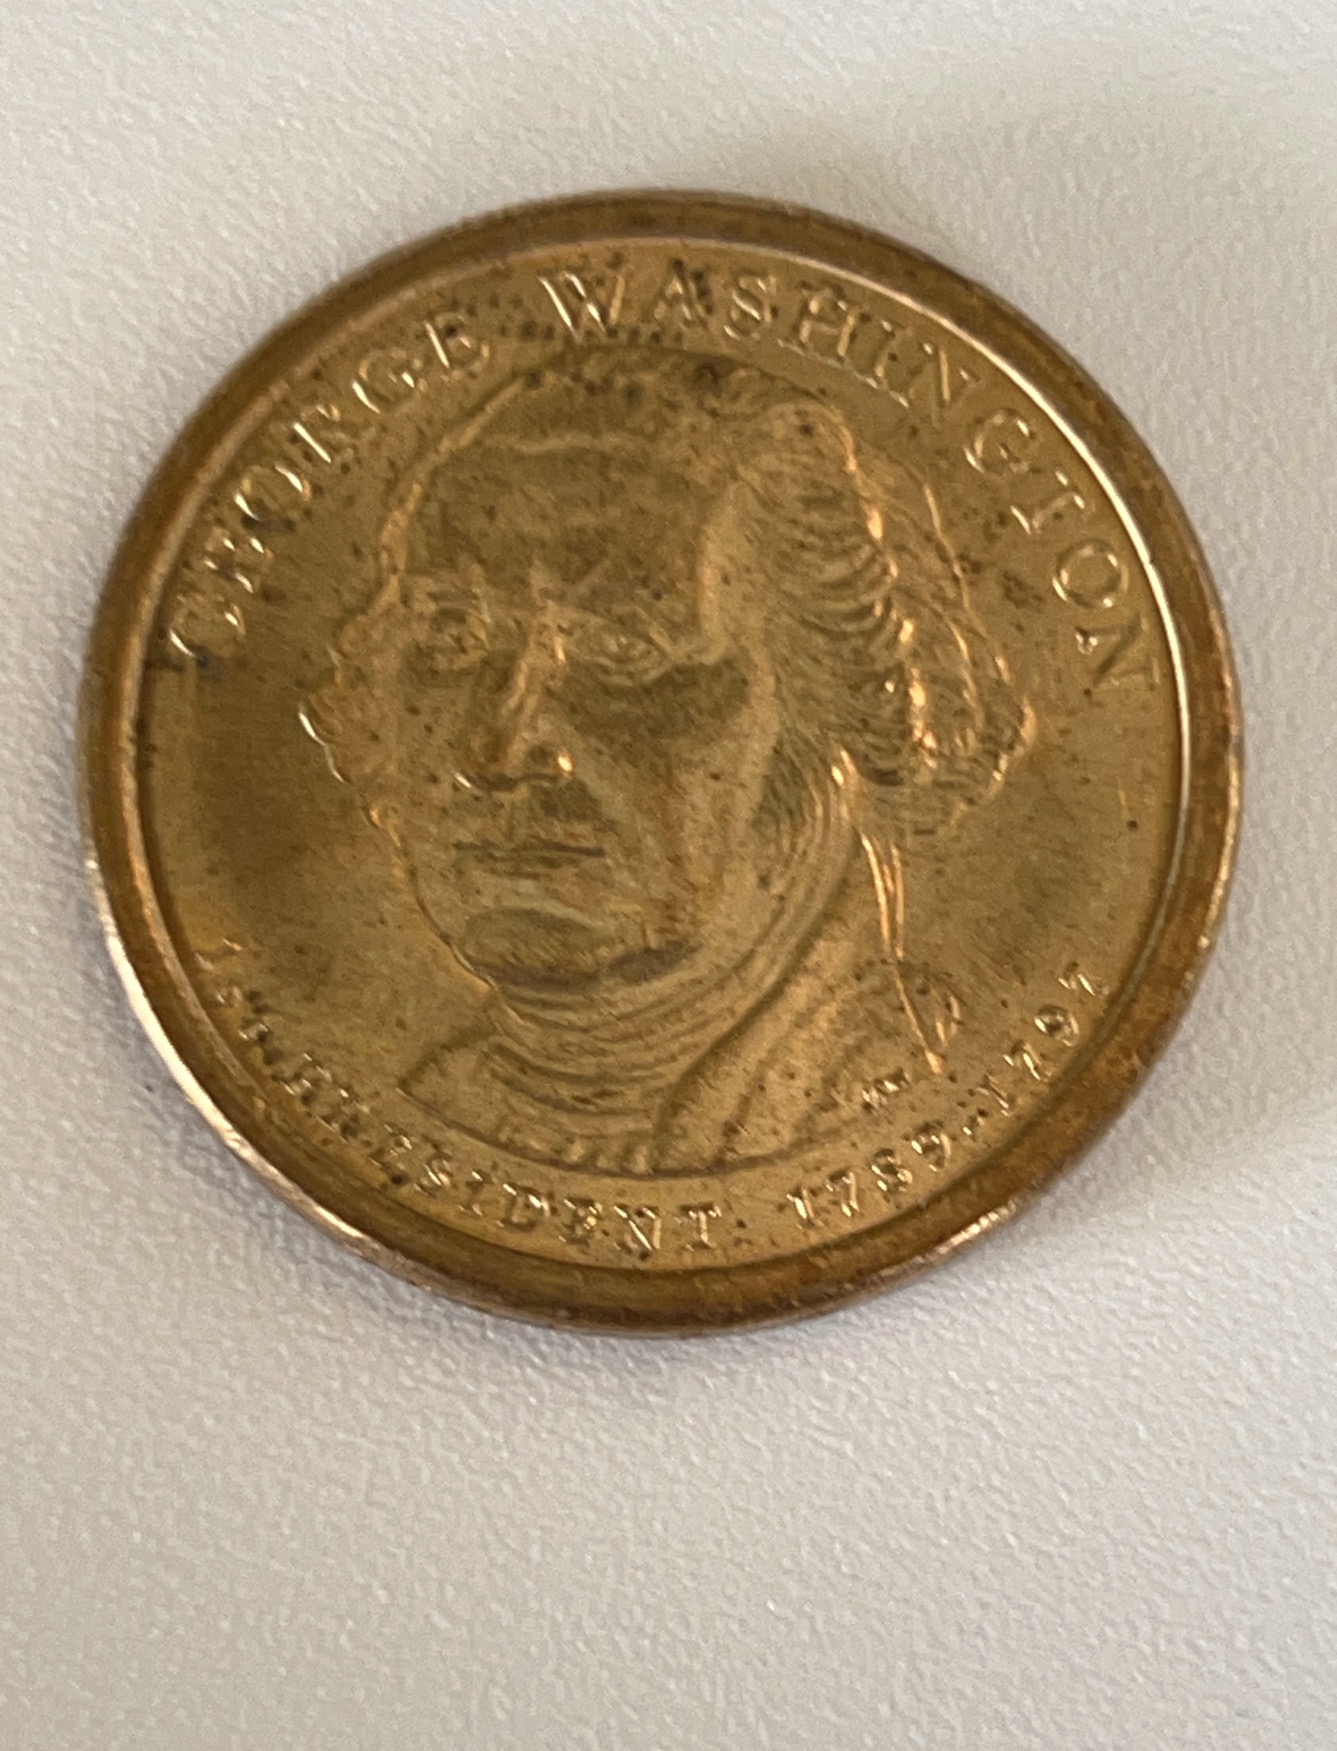 GEORGE WASHINGTON
1ST PRESIDENT 1789-1797